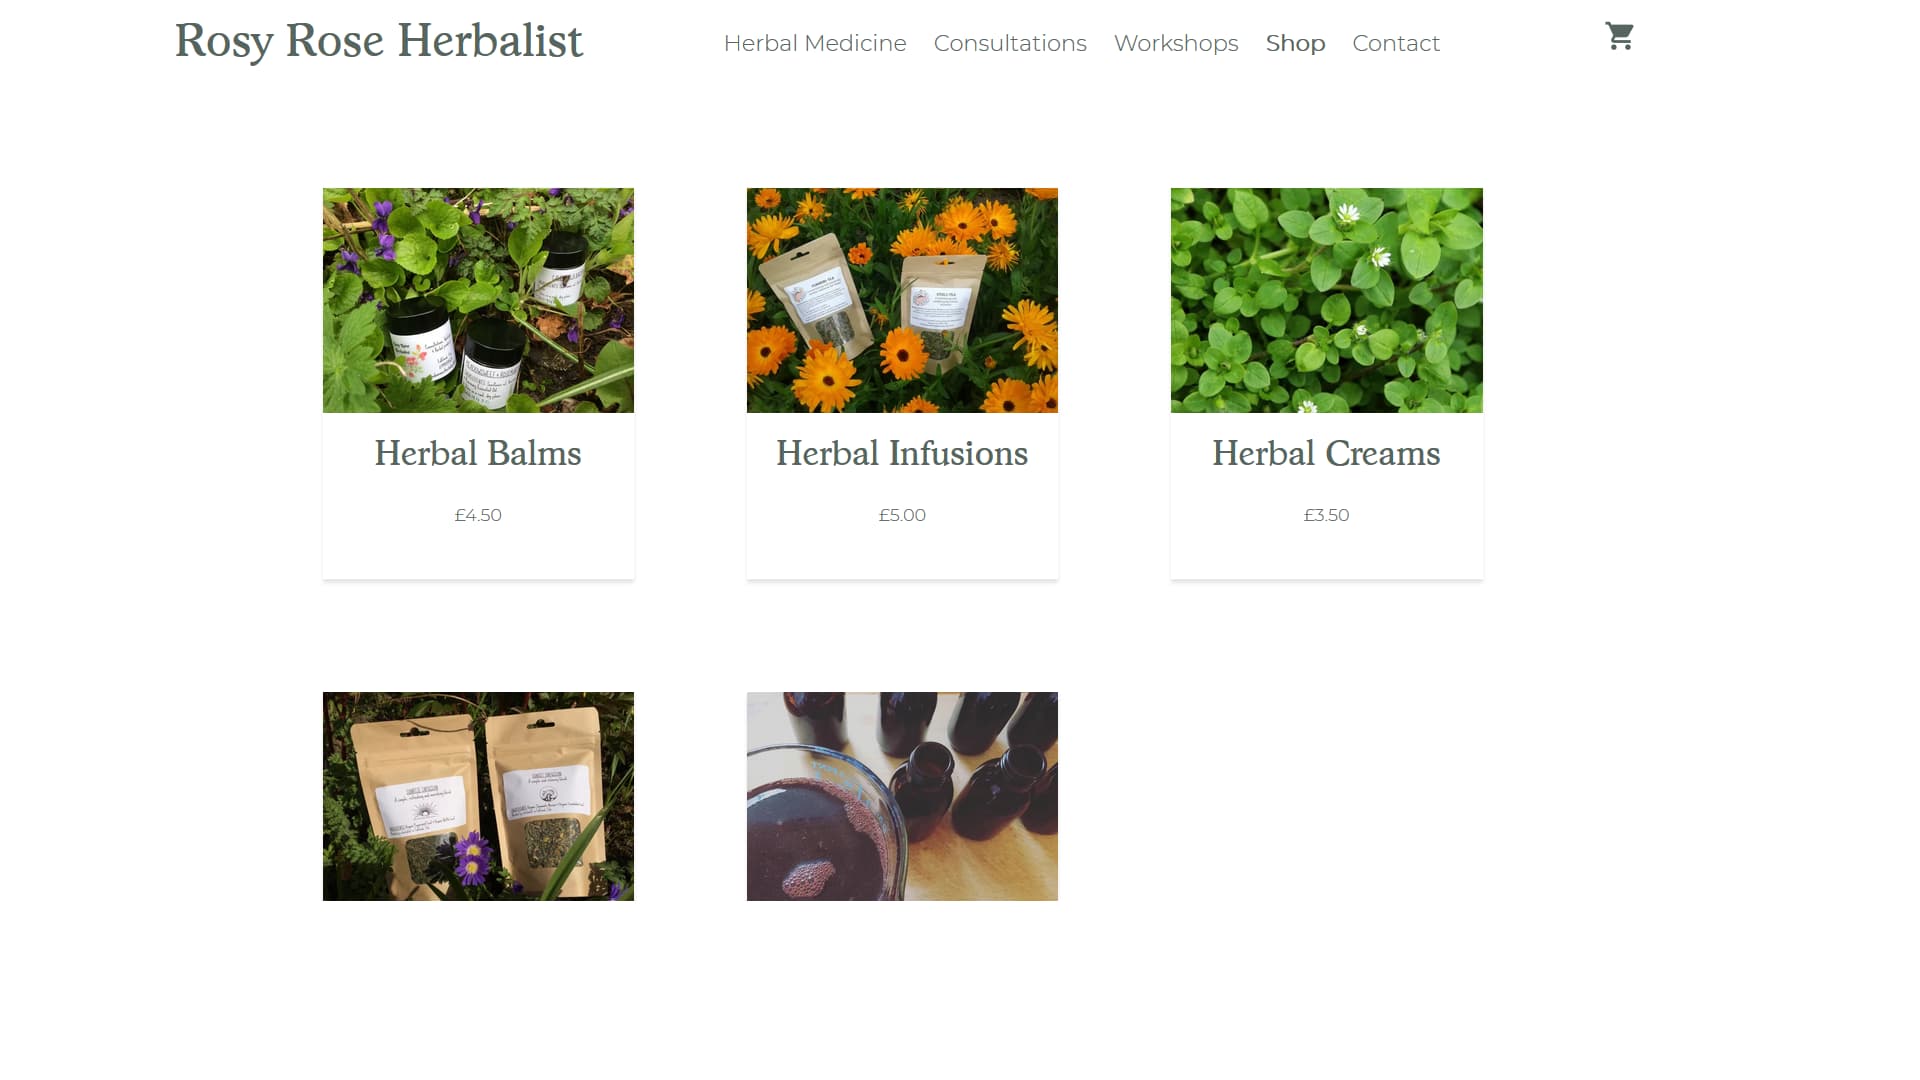 Rosy Rose Herbalist
Herbal Medicine Consultations Workshops Shop Contact
Herbal Balms
£4.50
Herbal Infusions
£5.00
Herbal Creams
£3.50